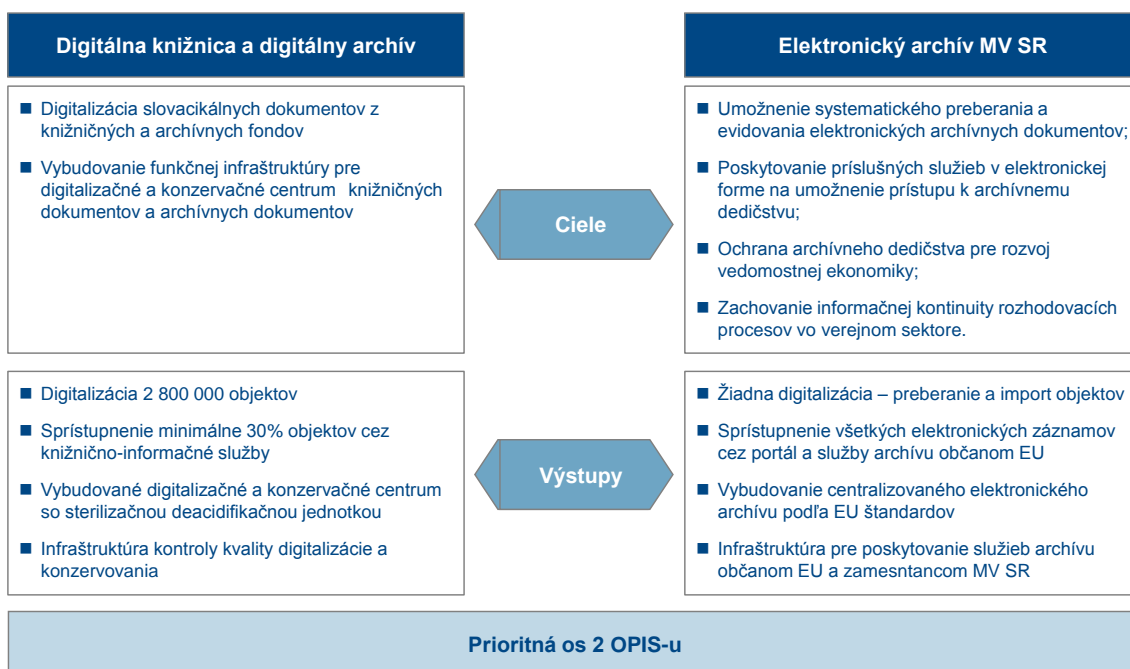 Digitálna knižnica a digitálny archív
Elektronický archív MV SR
■ Digitalizácia slovacikálnych dokumentov z
knižničných a archívnych fondov
■ Vybudovanie funkčnej infraštruktúry pre
digitalizačné a konzervačné centrum knižničných
dokumentov a archívnych dokumentov
Ciele
■ Umožnenie systematického preberania a
evidovania elektronických archívnych dokumentov;
■ Poskytovanie príslušných služieb v elektronickej
forme na umožnenie prístupu k archívnemu
dedičstvu;
■ Ochrana archívneho dedičstva pre rozvoj
vedomostnej ekonomiky;
■ Zachovanie informačnej kontinuity rozhodovacích
procesov vo verejnom sektore.
■ Digitalizácia 2 800 000 objektov
■ Sprístupnenie minimálne 30% objektov cez
knižnično-informačné služby
■ Vybudované digitalizačné a konzervačné centrum
so sterilizačnou deacidifikačnou jednotkou
■ Infraštruktúra kontroly kvality digitalizácie a
konzervovania
Výstupy
■ Žiadna digitalizácia – preberanie a import objektov
■ Sprístupnenie všetkých elektronických záznamov
cez portál a služby archívu občanom EU
■ Vybudovanie centralizovaného elektronického
archívu podľa EU štandardov
■ Infraštruktúra pre poskytovanie služieb archívu
občanom EU a zamesntancom MV SR
Prioritná os 2 OPIS-u